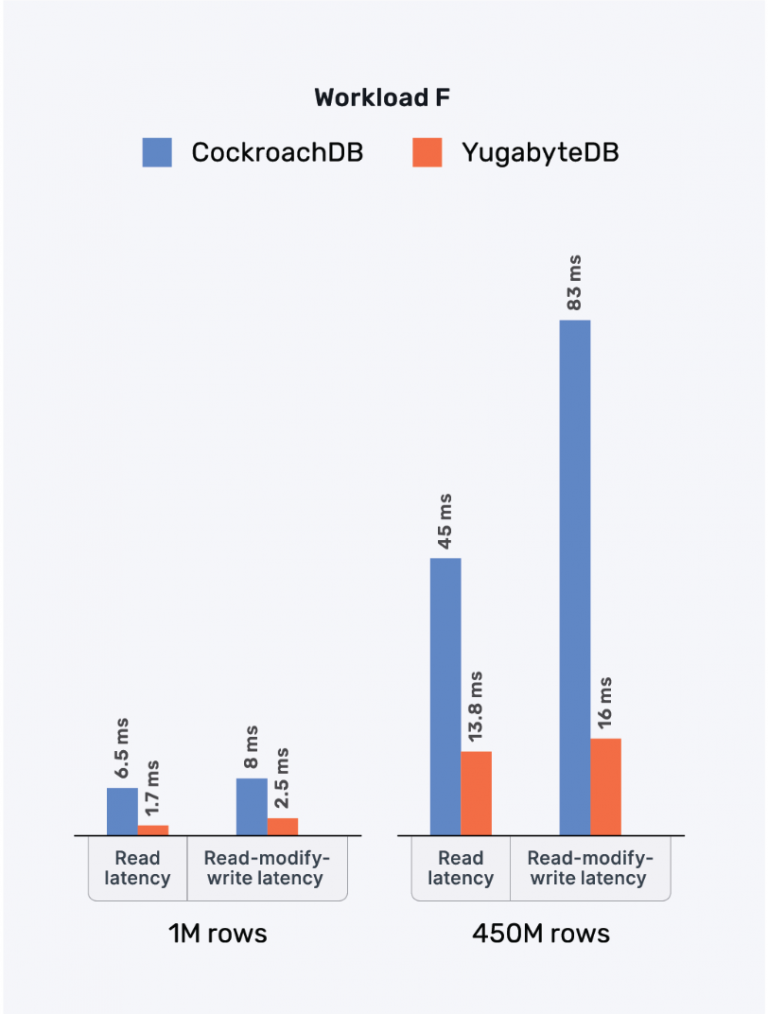 Workload F
CockroachDB YugabyteDB
6.5 ms
1.7 ms
8 ms
2.5 ms
45 ms
13.8 ms
83 ms
16 ms
Read
latency
Read-modify-
write latency
Read
latency
Read-modify-
write latency
1M rows
450M rows